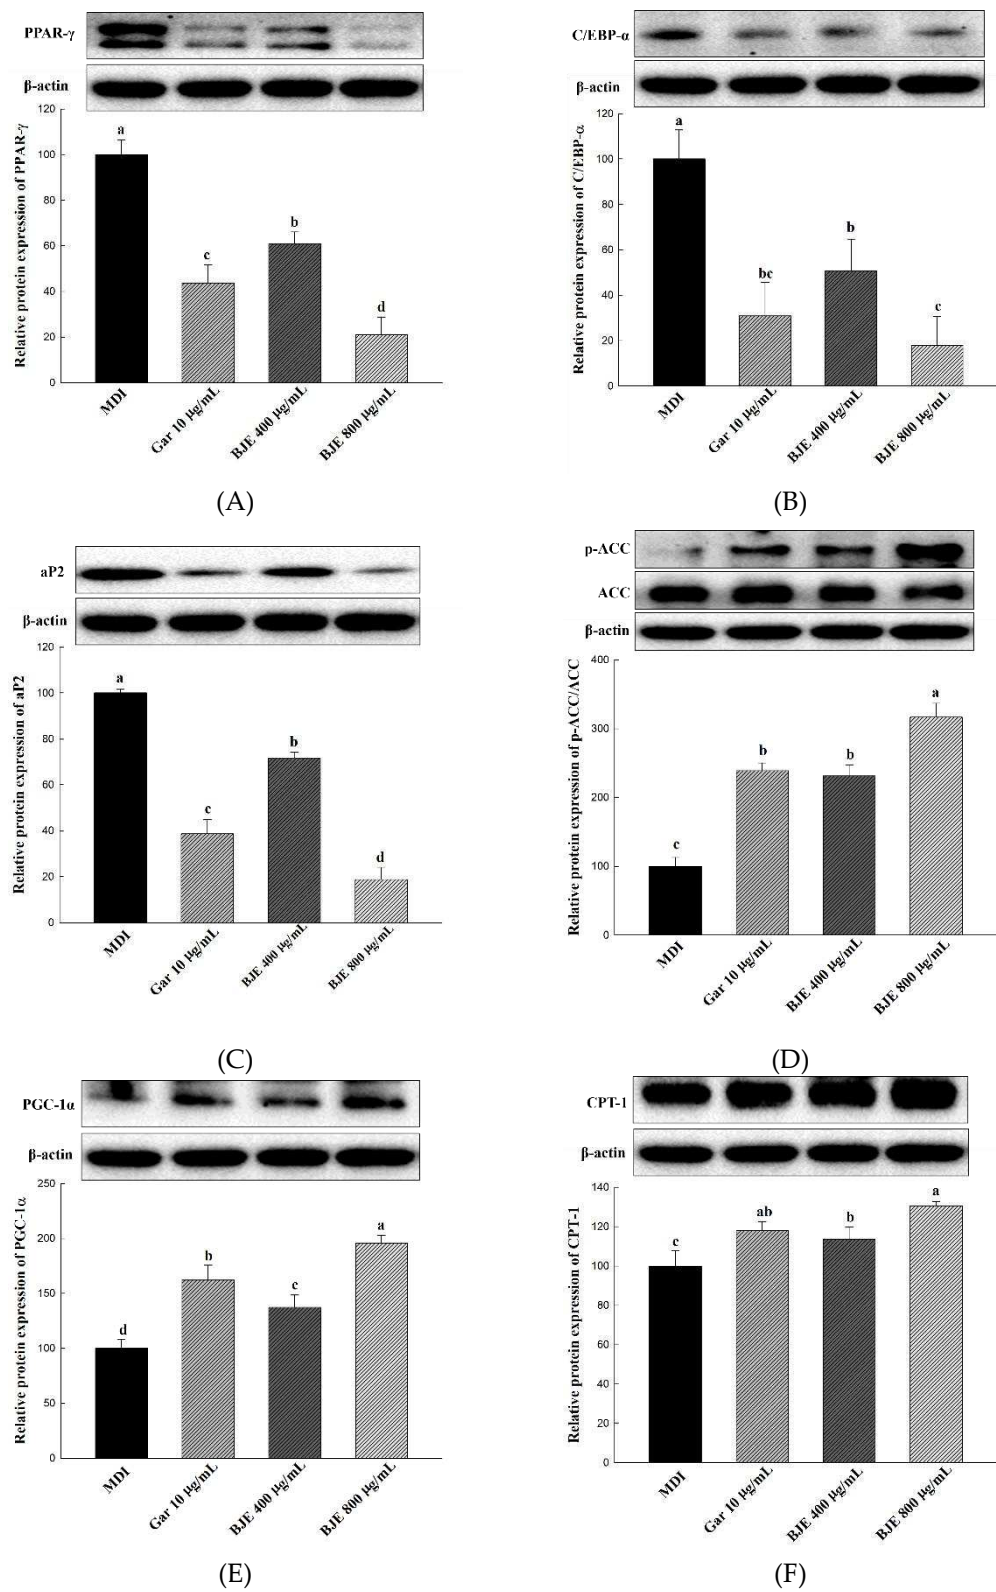 PPAR-γ
β-actin
Relative protein expression of PPAR-γ
120
100
80
60
40
20
0
a
c
b
d
MDI
Gar 10 µg/mL
BJE 400 µg/mL
BJE 800 µg/mL
(A)
C/EBP-α
β-actin
Relative protein expression of C/EBP-α
120
100
80
60
40
20
0
a
bc
b
c
MDI
Gar 10 µg/mL
BJE 400 µg/mL
BJE 800 µg/mL
(B)
aP2
β-actin
Relative protein expression of aP2
120
100
80
60
40
20
0
a
c
b
d
MDI
Gar 10 µg/mL
BJE 400 µg/mL
BJE 800 µg/mL
(C)
p-ACC
ACC
β-actin
Relative protein expression of p-ACC/ACC
400
300
200
100
0
c
b
b
a
MDI
Gar 10 µg/mL
BJE 400 µg/mL
BJE 800 µg/mL
(D)
PGC-1α
β-actin
Relative protein expression of PGC-1α
250
200
150
100
50
0
d
b
c
a
MDI
Gar 10 µg/mL
BJE 400 µg/mL
BJE 800 µg/mL
(E)
CPT-1
β-actin
Relative protein expression of CPT-1
140
120
100
80
60
40
20
0
c
ab
b
a
MDI
Gar 10 µg/mL
BJE 400 µg/mL
BJE 800 µg/mL
(F)